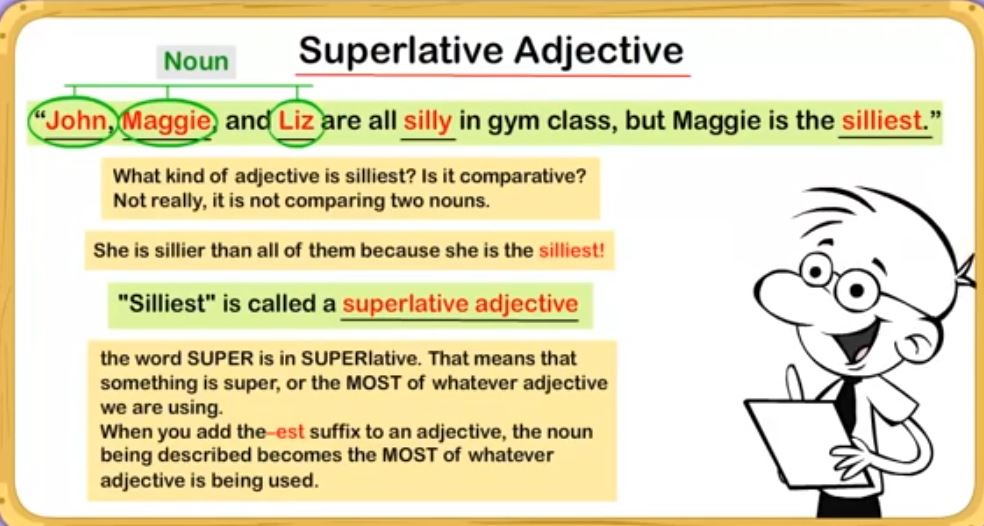 Superlative Adjective
Noun
“John, Maggie, and Liz are all silly in gym class, but Maggie is the silliest.”
What kind of adjective is silliest? Is it comparative?
Not really, it is not comparing two nouns.
She is sillier than all of them because she is the silliest!
"Silliest" is called a superlative adjective
the word SUPER is in SUPERlative. That means that
something is super, or the MOST of whatever adjective
we are using.
When you add the–est suffix to an adjective, the noun
being described becomes the MOST of whatever
adjective is being used.